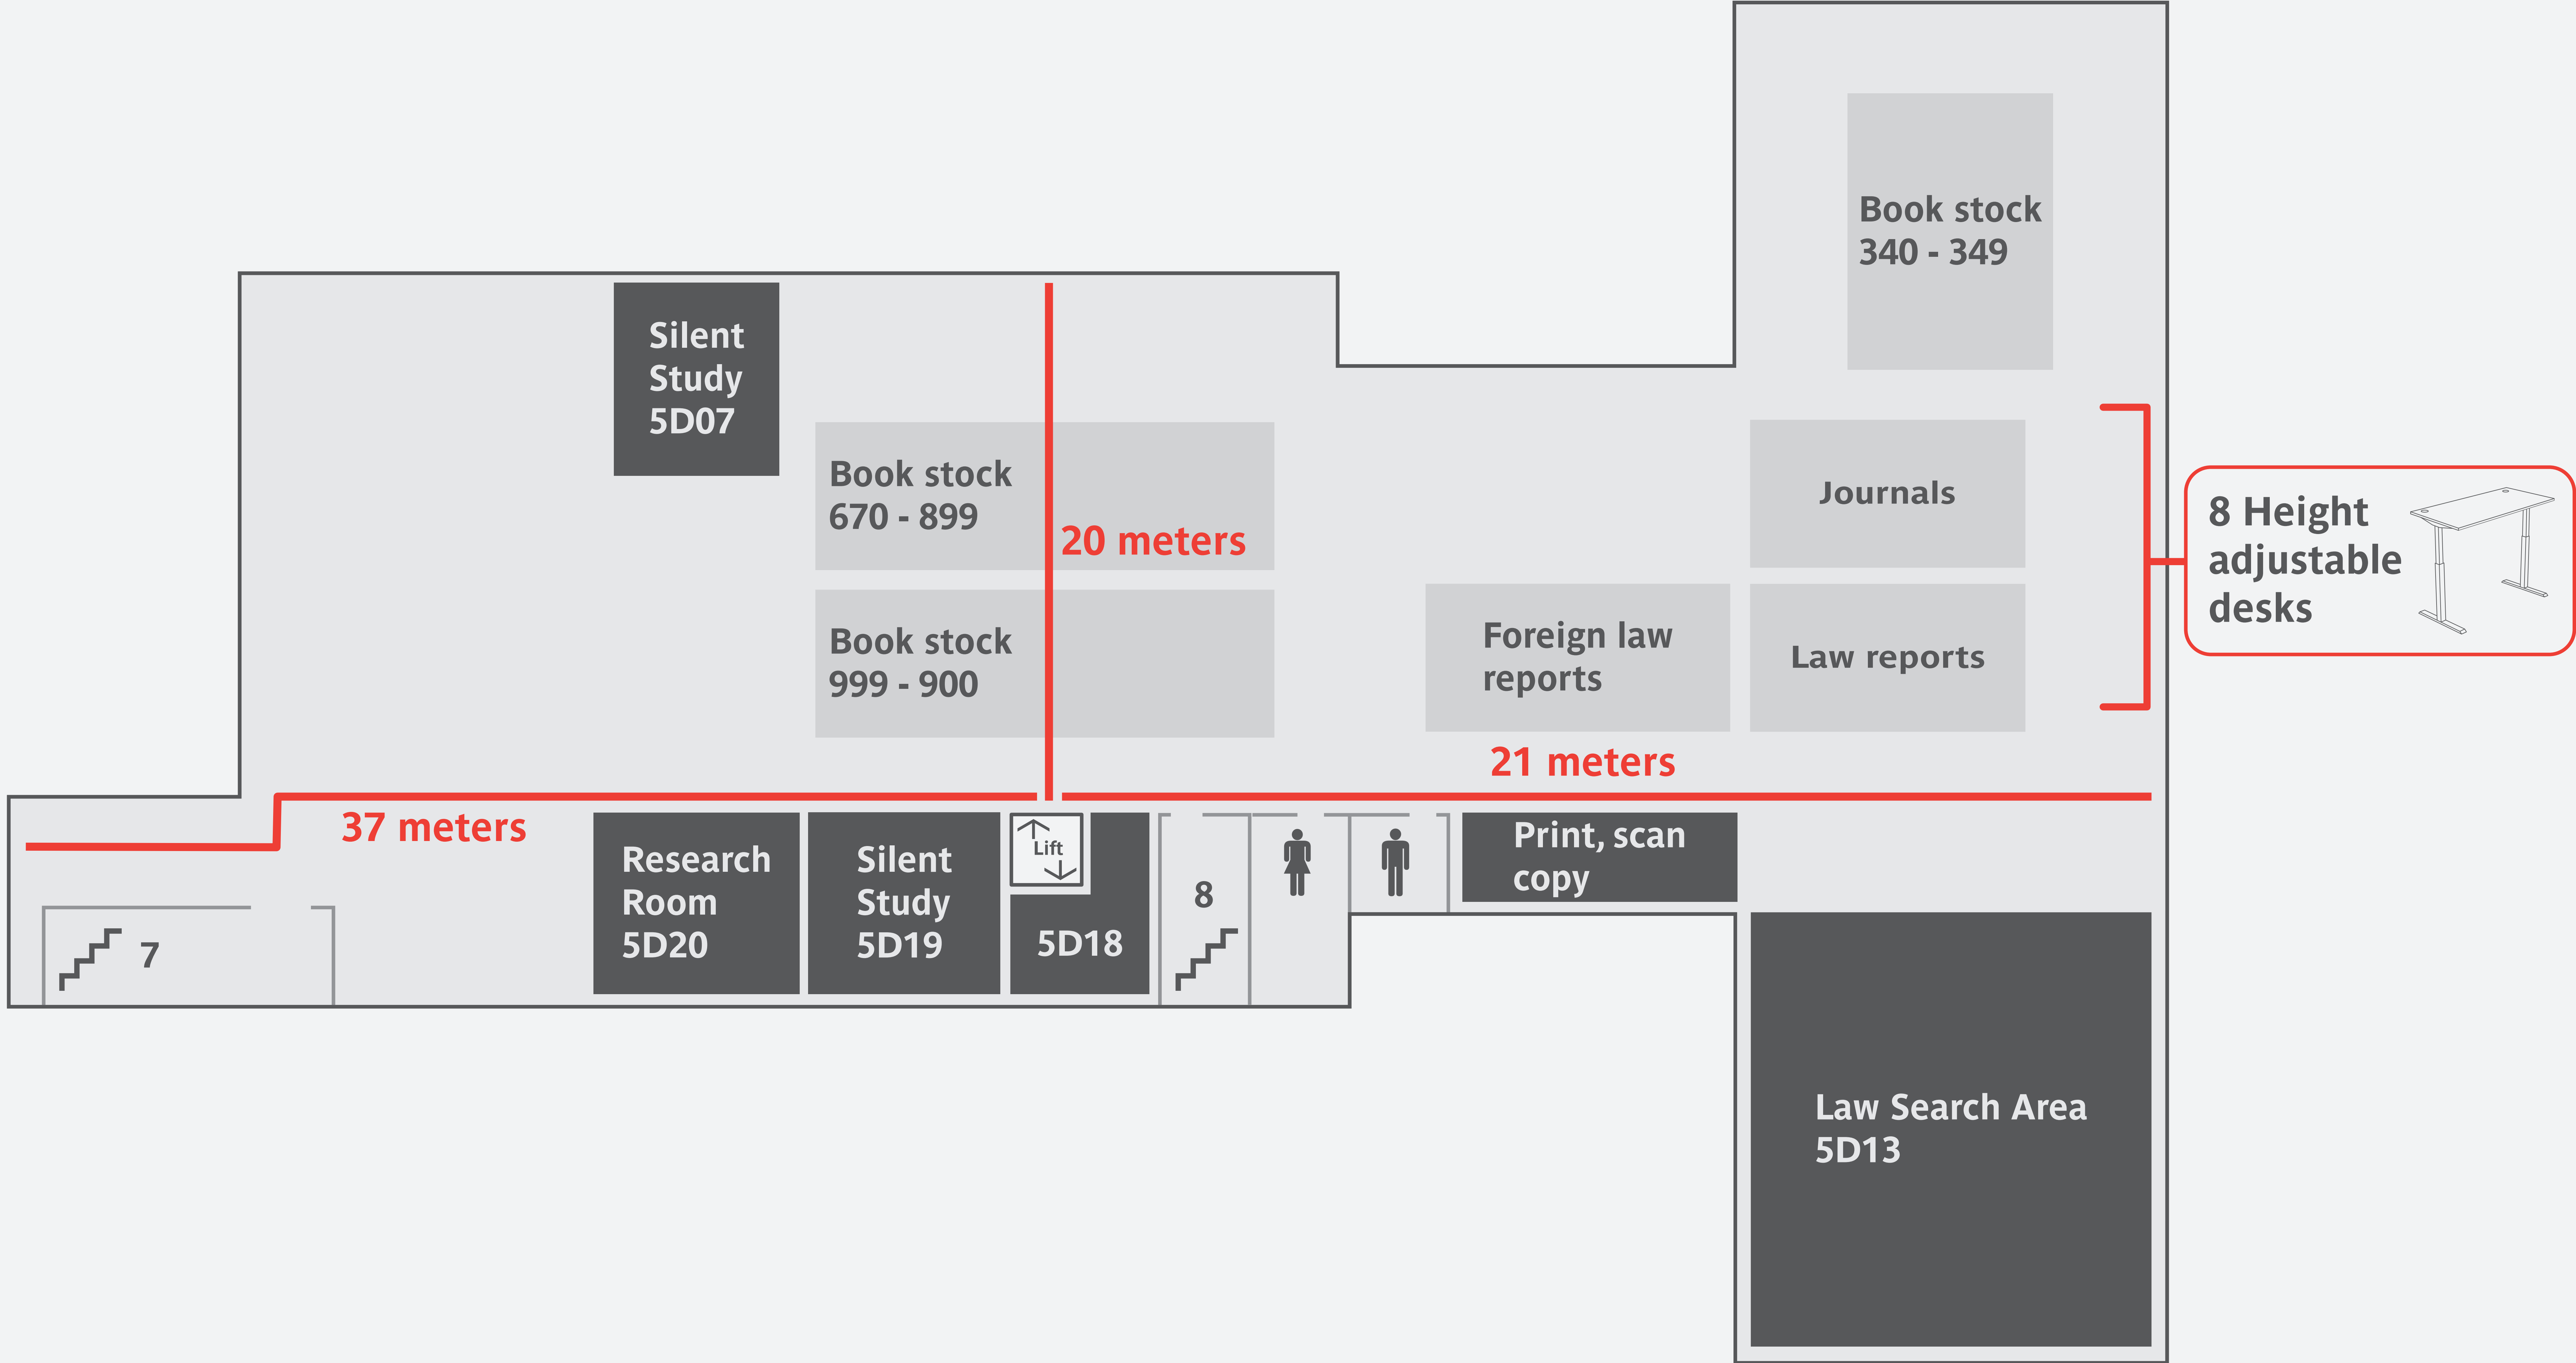 Book stock
340 - 349
Silent
Study
5D07
Book stock
670 - 899
20 meters
Journals
8 Height
adjustable
desks
Book stock
999 - 900
Foreign law
reports
Law reports
21 meters
37 meters
Research
Room
5D20
Silent
Study
5D19
Lift
5D18
8
Print, scan
copy
7
Law Search Area
5D13